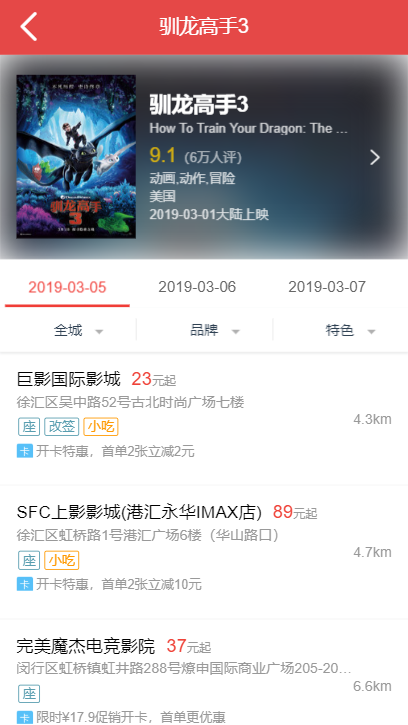 驯龙高手3
驯龙高手3
How To Train Your Dragon: The ...
9.1 (6万人评)
动画,动作,冒险
美国
2019-03-01大陆上映
驯龙高手
3
2019-03-05 2019-03-06 2019-03-07
全城 品牌 特色
巨影国际影城 23元起
徐汇区吴中路52号古北时尚广场七楼
4.3km
座 改签 小吃
卡 开卡特惠，首单2张立减2元
SFC上影影城(港汇永华IMAX店) 89元起
徐汇区虹桥路1号港汇广场6楼（华山路口）
4.7km
座 小吃
卡 开卡特惠，首单2张立减10元
完美魔杰电竞影院 37元起
闵行区虹桥镇虹井路288号燎申国际商业广场205-20...
6.6km
座
卡 限时¥17.9促销开卡，首单更优惠